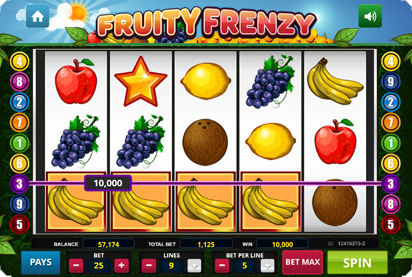 FRUITY FRENZY
4 4
8 8
2 2
7 7
1 1
6 6
3 10,000 3
9 9
5 5
BALANCE 57,174 TOTAL BET 1,125 WIN 10,000 12416273-2
PAYS BET LINES BET PER LINE BET MAX SPIN
- 25 + - 9 + - 5 +